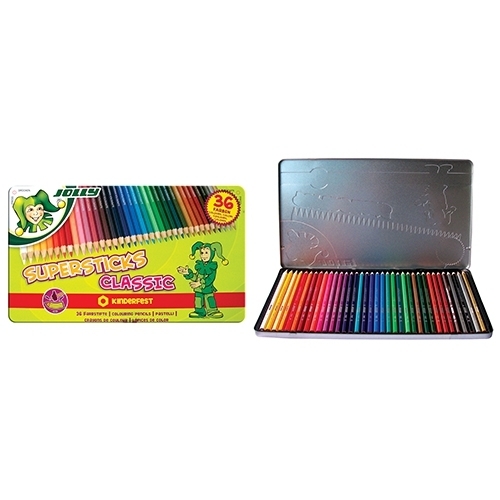 JOLLY
36
FARBEN
SUPERSTICKS
CLASSIC
KINDERFEST
36 FARBSTIFTE | COLOURING PENCILS | PASTELLI |
CRAYONS DE COULEUR | LÁPICES DE COLOR